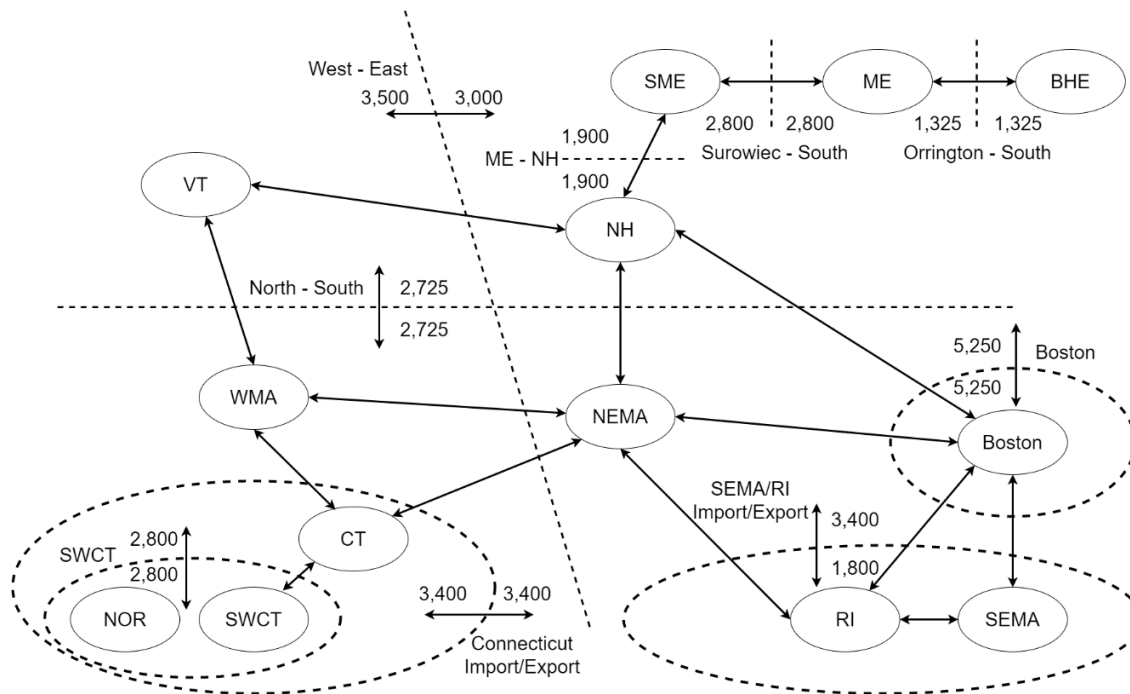 West - East
3,500 3,000
SME
ME
BHE
1,900
ME - NH
1,900
2,800 2,800
Surowiec - South
1,325 1,325
Orrington - South
VT
NH
North - South
2,725
2,725
5,250
Boston
5,250
WMA
NEMA
Boston
SEMA/RI
Import/Export
3,400
1,800
CT
SWCT
2,800
2,800
NOR
SWCT
3,400 3,400
Connecticut
Import/Export
RI
SEMA